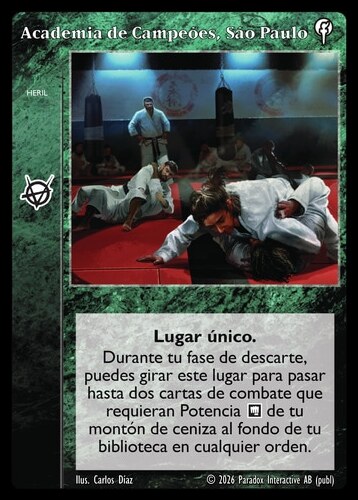 Academia de Campeões, São Paulo
HERIL
Lugar único.
Durante tu fase de descarte,
puedes girar este lugar para pasar
hasta dos cartas de combate que
requieran Potencia de tu
montón de ceniza al fondo de tu
biblioteca en cualquier orden.
Ilus. Carlos Díaz
© 2026 Paradox Interactive AB (publ)